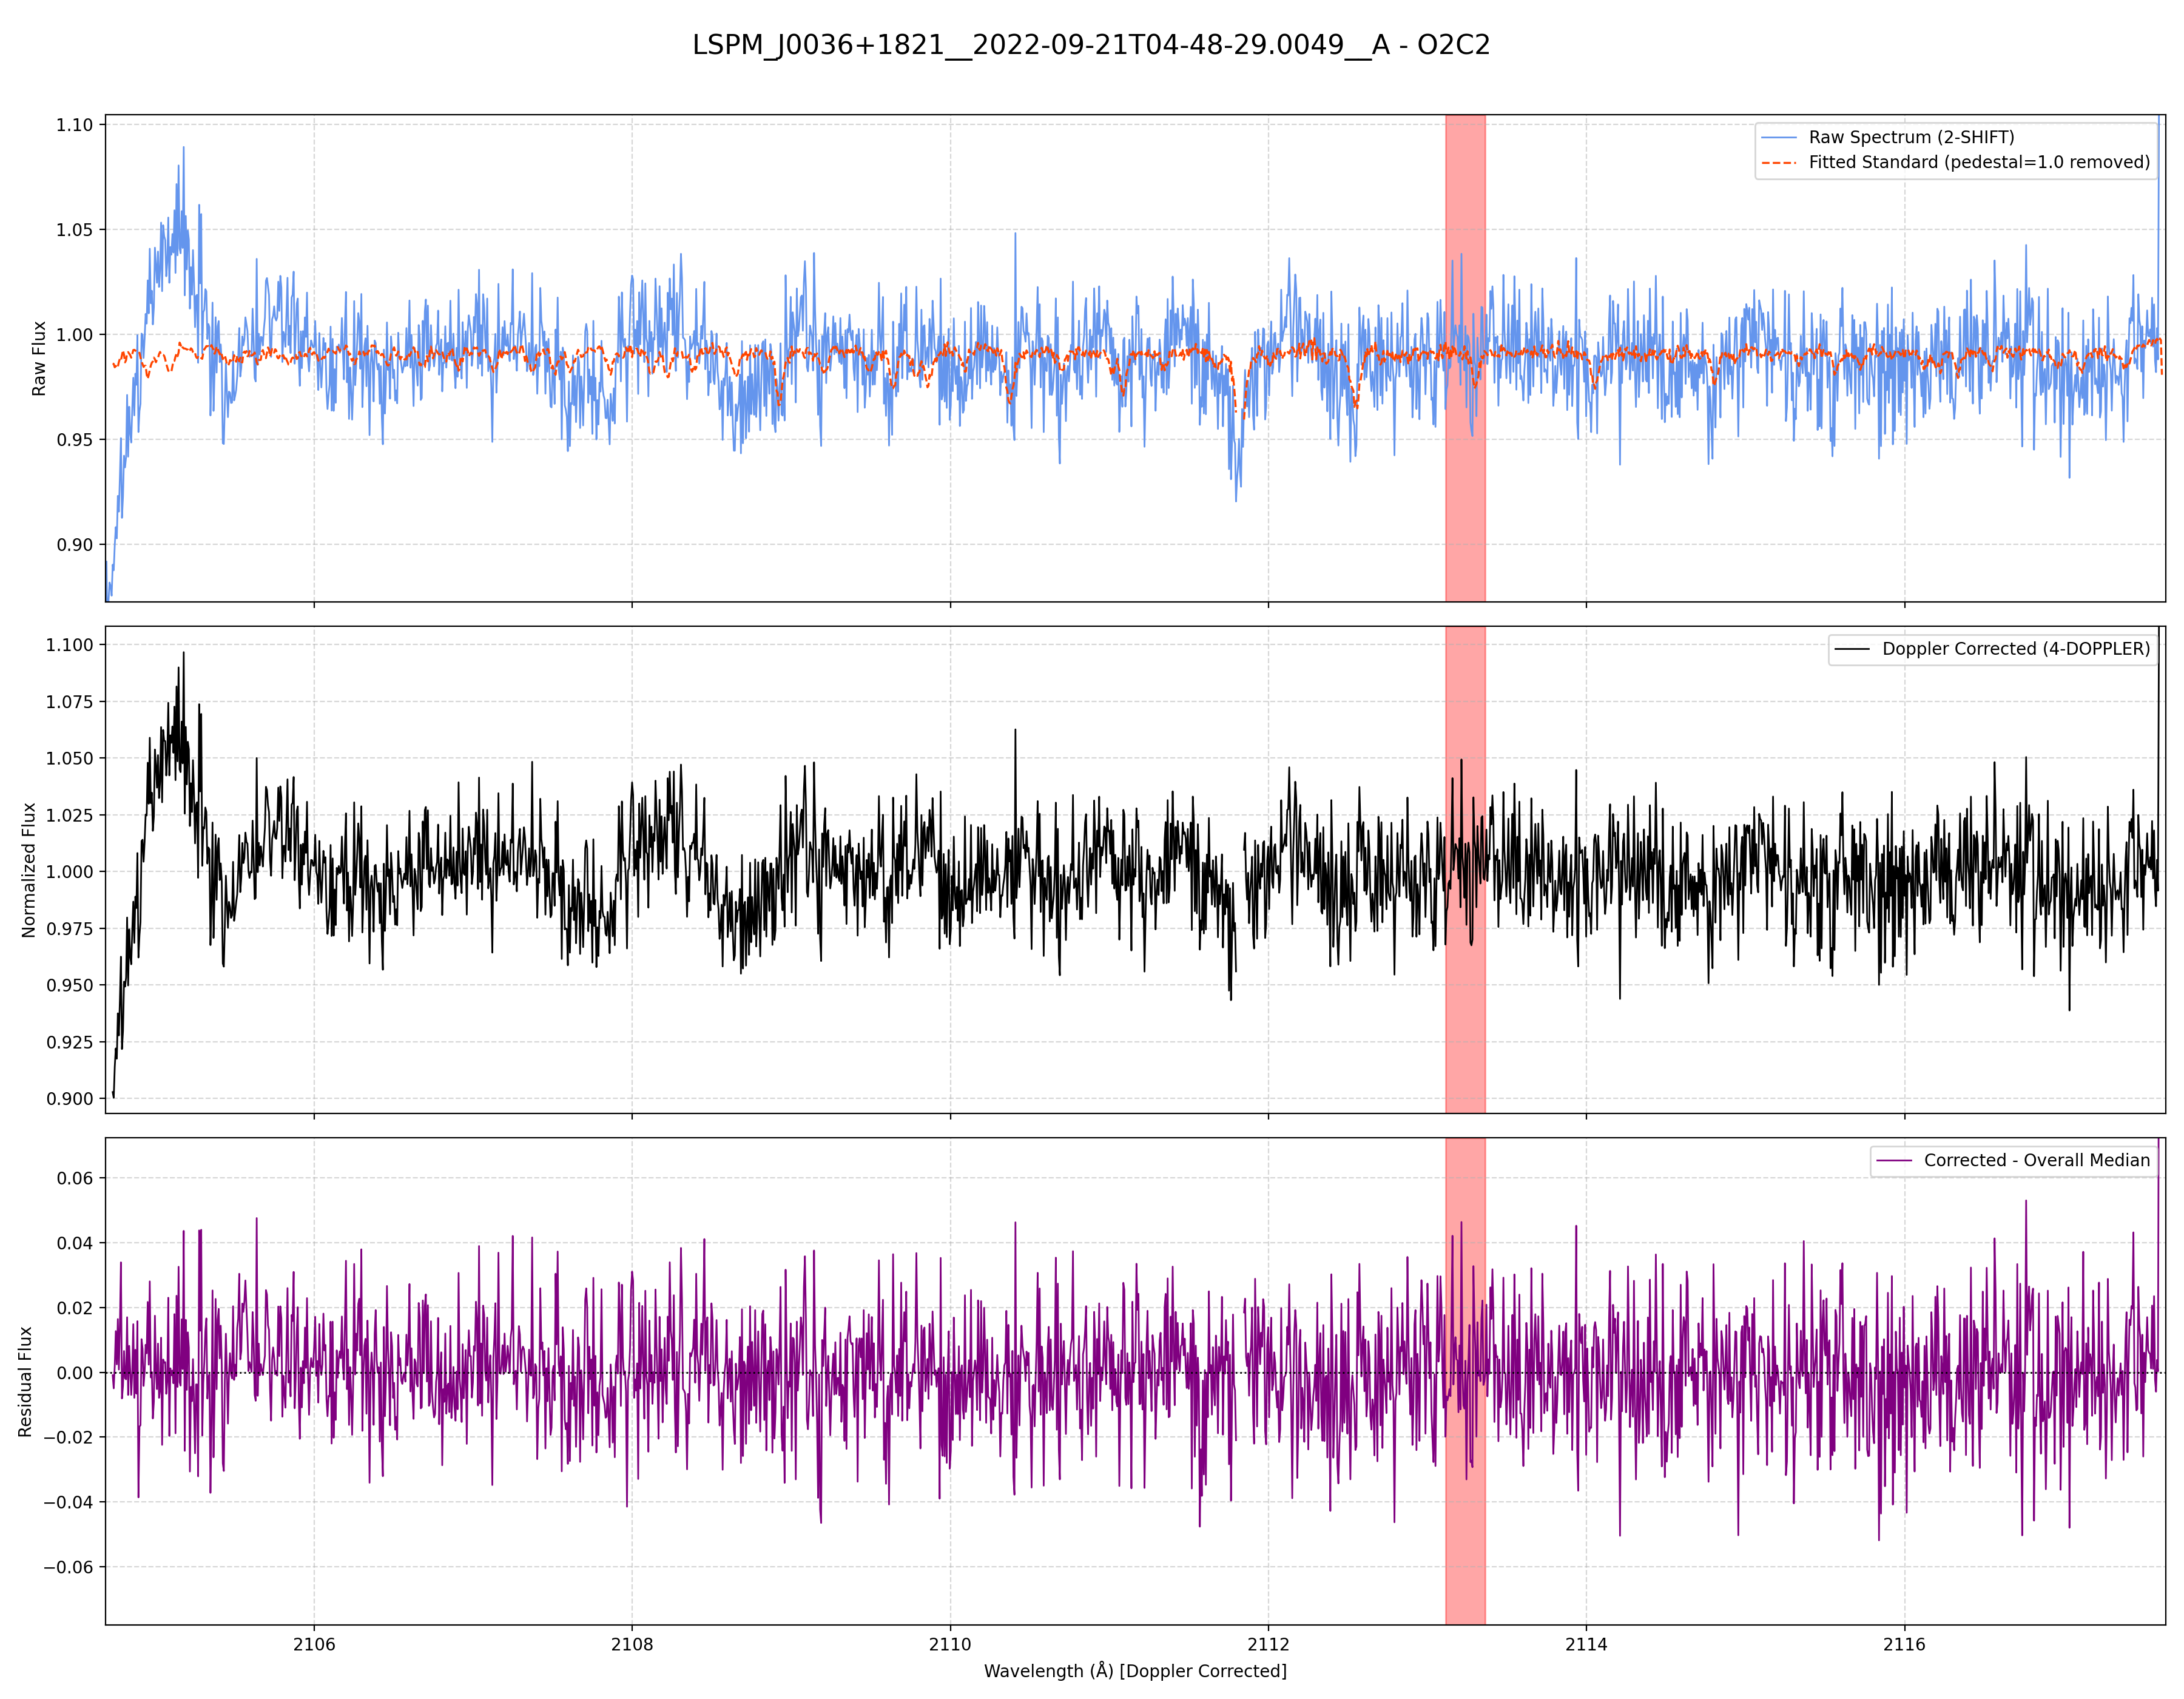 LSPM_J0036+1821__2022-09-21T04-48-29.0049__A - O2C2
Raw Flux
1.10
1.05
1.00
0.95
0.90
Raw Spectrum (2-SHIFT)
Fitted Standard (pedestal=1.0 removed)
Normalized Flux
1.100
1.075
1.050
1.025
1.000
0.975
0.950
0.925
0.900
Doppler Corrected (4-DOPPLER)
Residual Flux
0.06
0.04
0.02
0.00
−0.02
−0.04
−0.06
Corrected - Overall Median
2106 2108 2110 2112 2114 2116
Wavelength (Å) [Doppler Corrected]